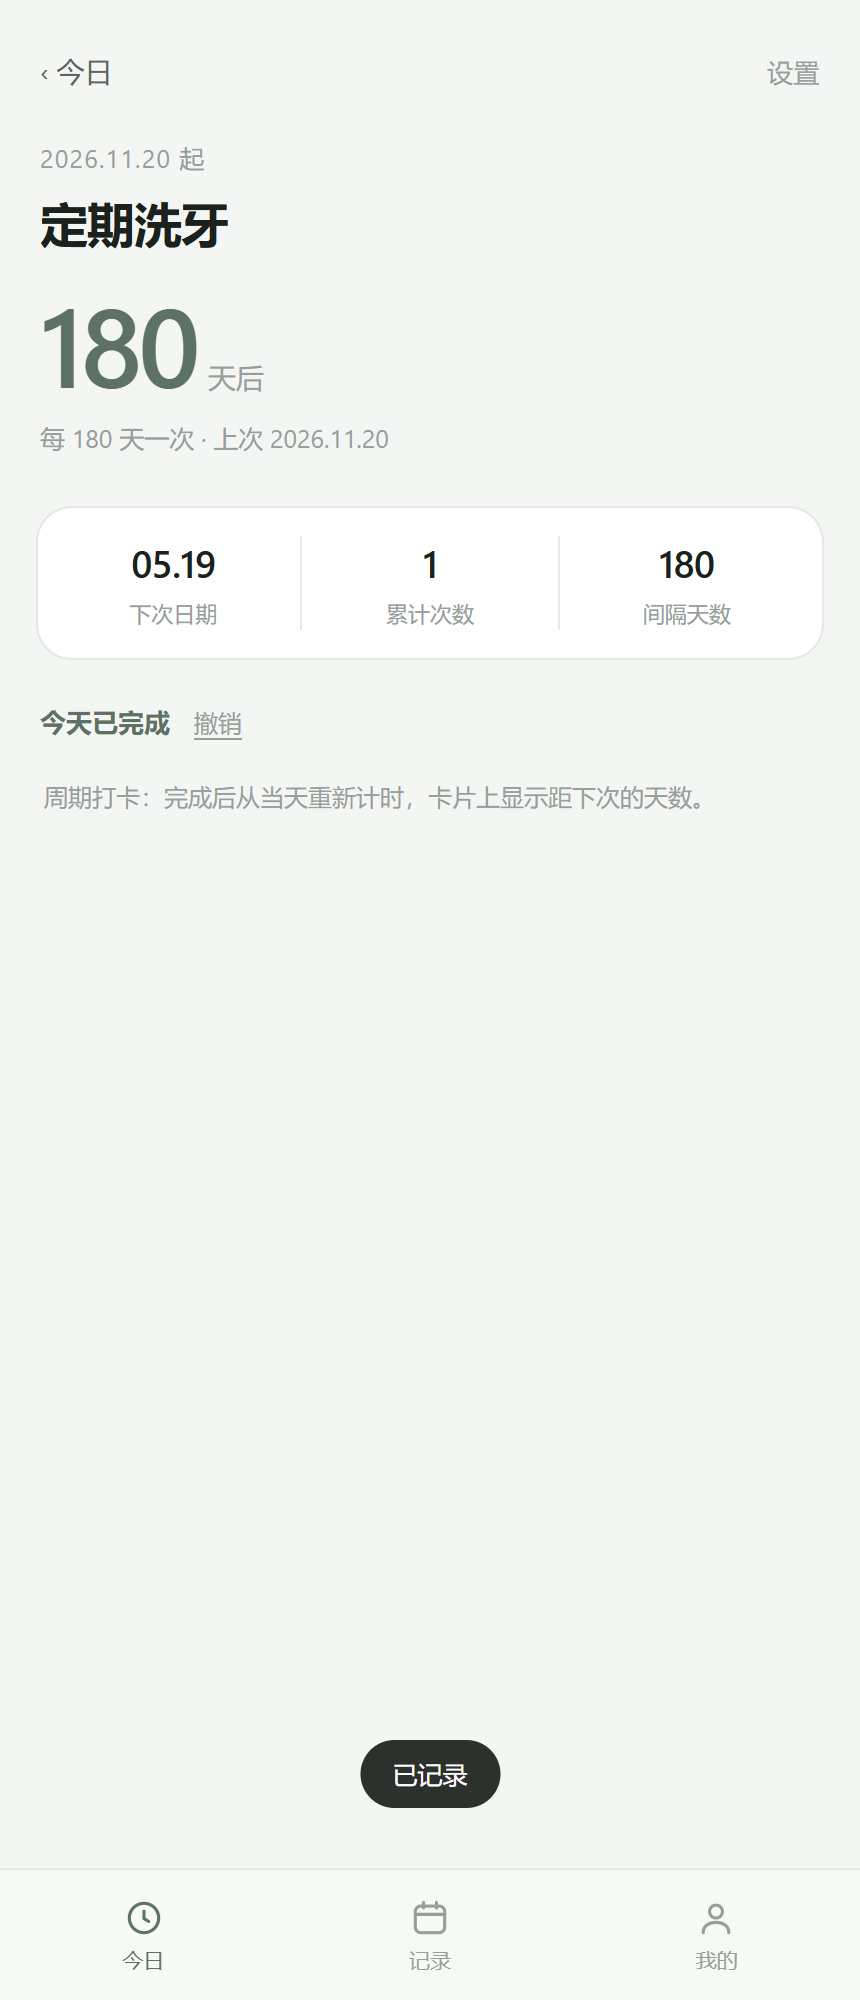 ‹ 今日
设置
2026.11.20 起
定期洗牙
180 天后
每 180 天一次 · 上次 2026.11.20
05.19
下次日期
1
累计次数
180
间隔天数
今天已完成 撤销
周期打卡：完成后从当天重新计时，卡片上显示距下次的天数。
已记录
今日
记录
我的